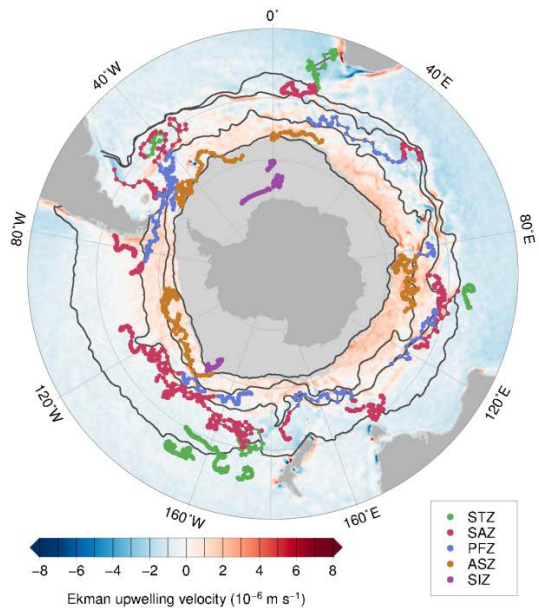 0°
40°W
40°E
80°W
80°E
120°W
120°E
160°W
160°E
STZ
SAZ
PFZ
ASZ
SIZ
−8 −6 −4 −2 0 2 4 6 8
Ekman upwelling velocity (10⁻⁶ m s⁻¹)